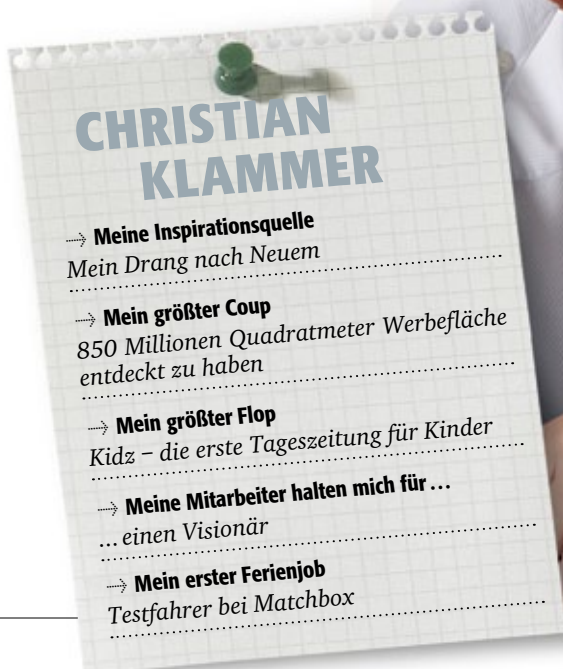 CHRISTIAN
KLAMMER
Meine Inspirationsquelle
Mein Drang nach Neuem
Mein größter Coup
850 Millionen Quadratmeter Werbefläche
entdeckt zu haben
Mein größter Flop
Kidz – die erste Tageszeitung für Kinder
Meine Mitarbeiter halten mich für ...
... einen Visionär
Mein erster Ferienjob
Testfahrer bei Matchbox